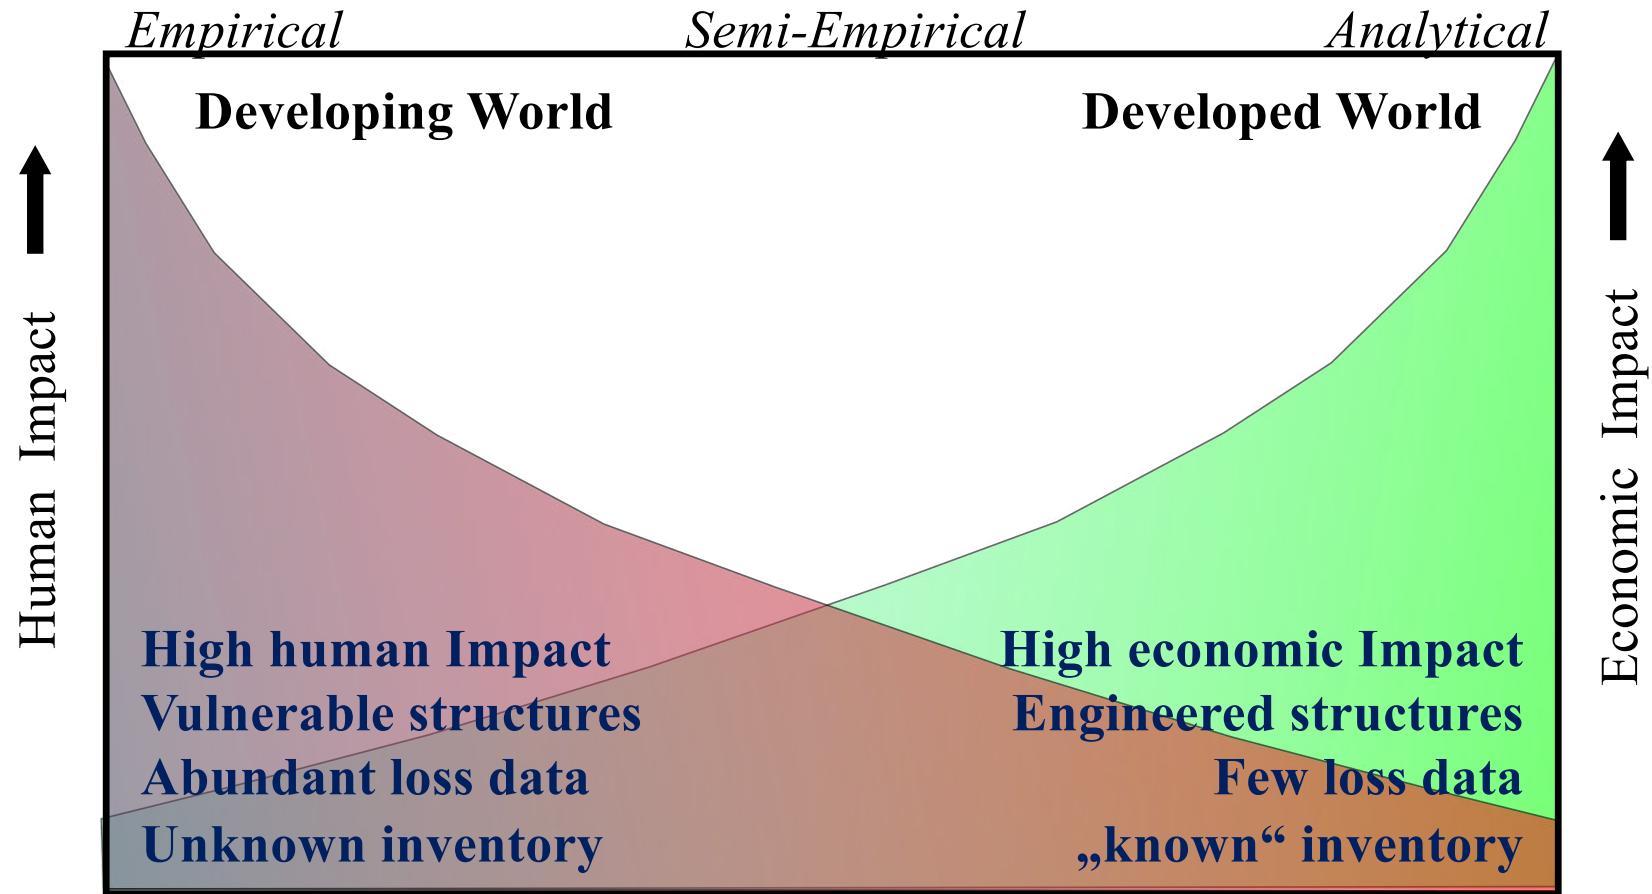 Empirical
Semi-Empirical
Analytical
Developing World
Developed World
Human Impact
Economic Impact
High human Impact
Vulnerable structures
Abundant loss data
Unknown inventory
High economic Impact
Engineered structures
Few loss data
„known“ inventory